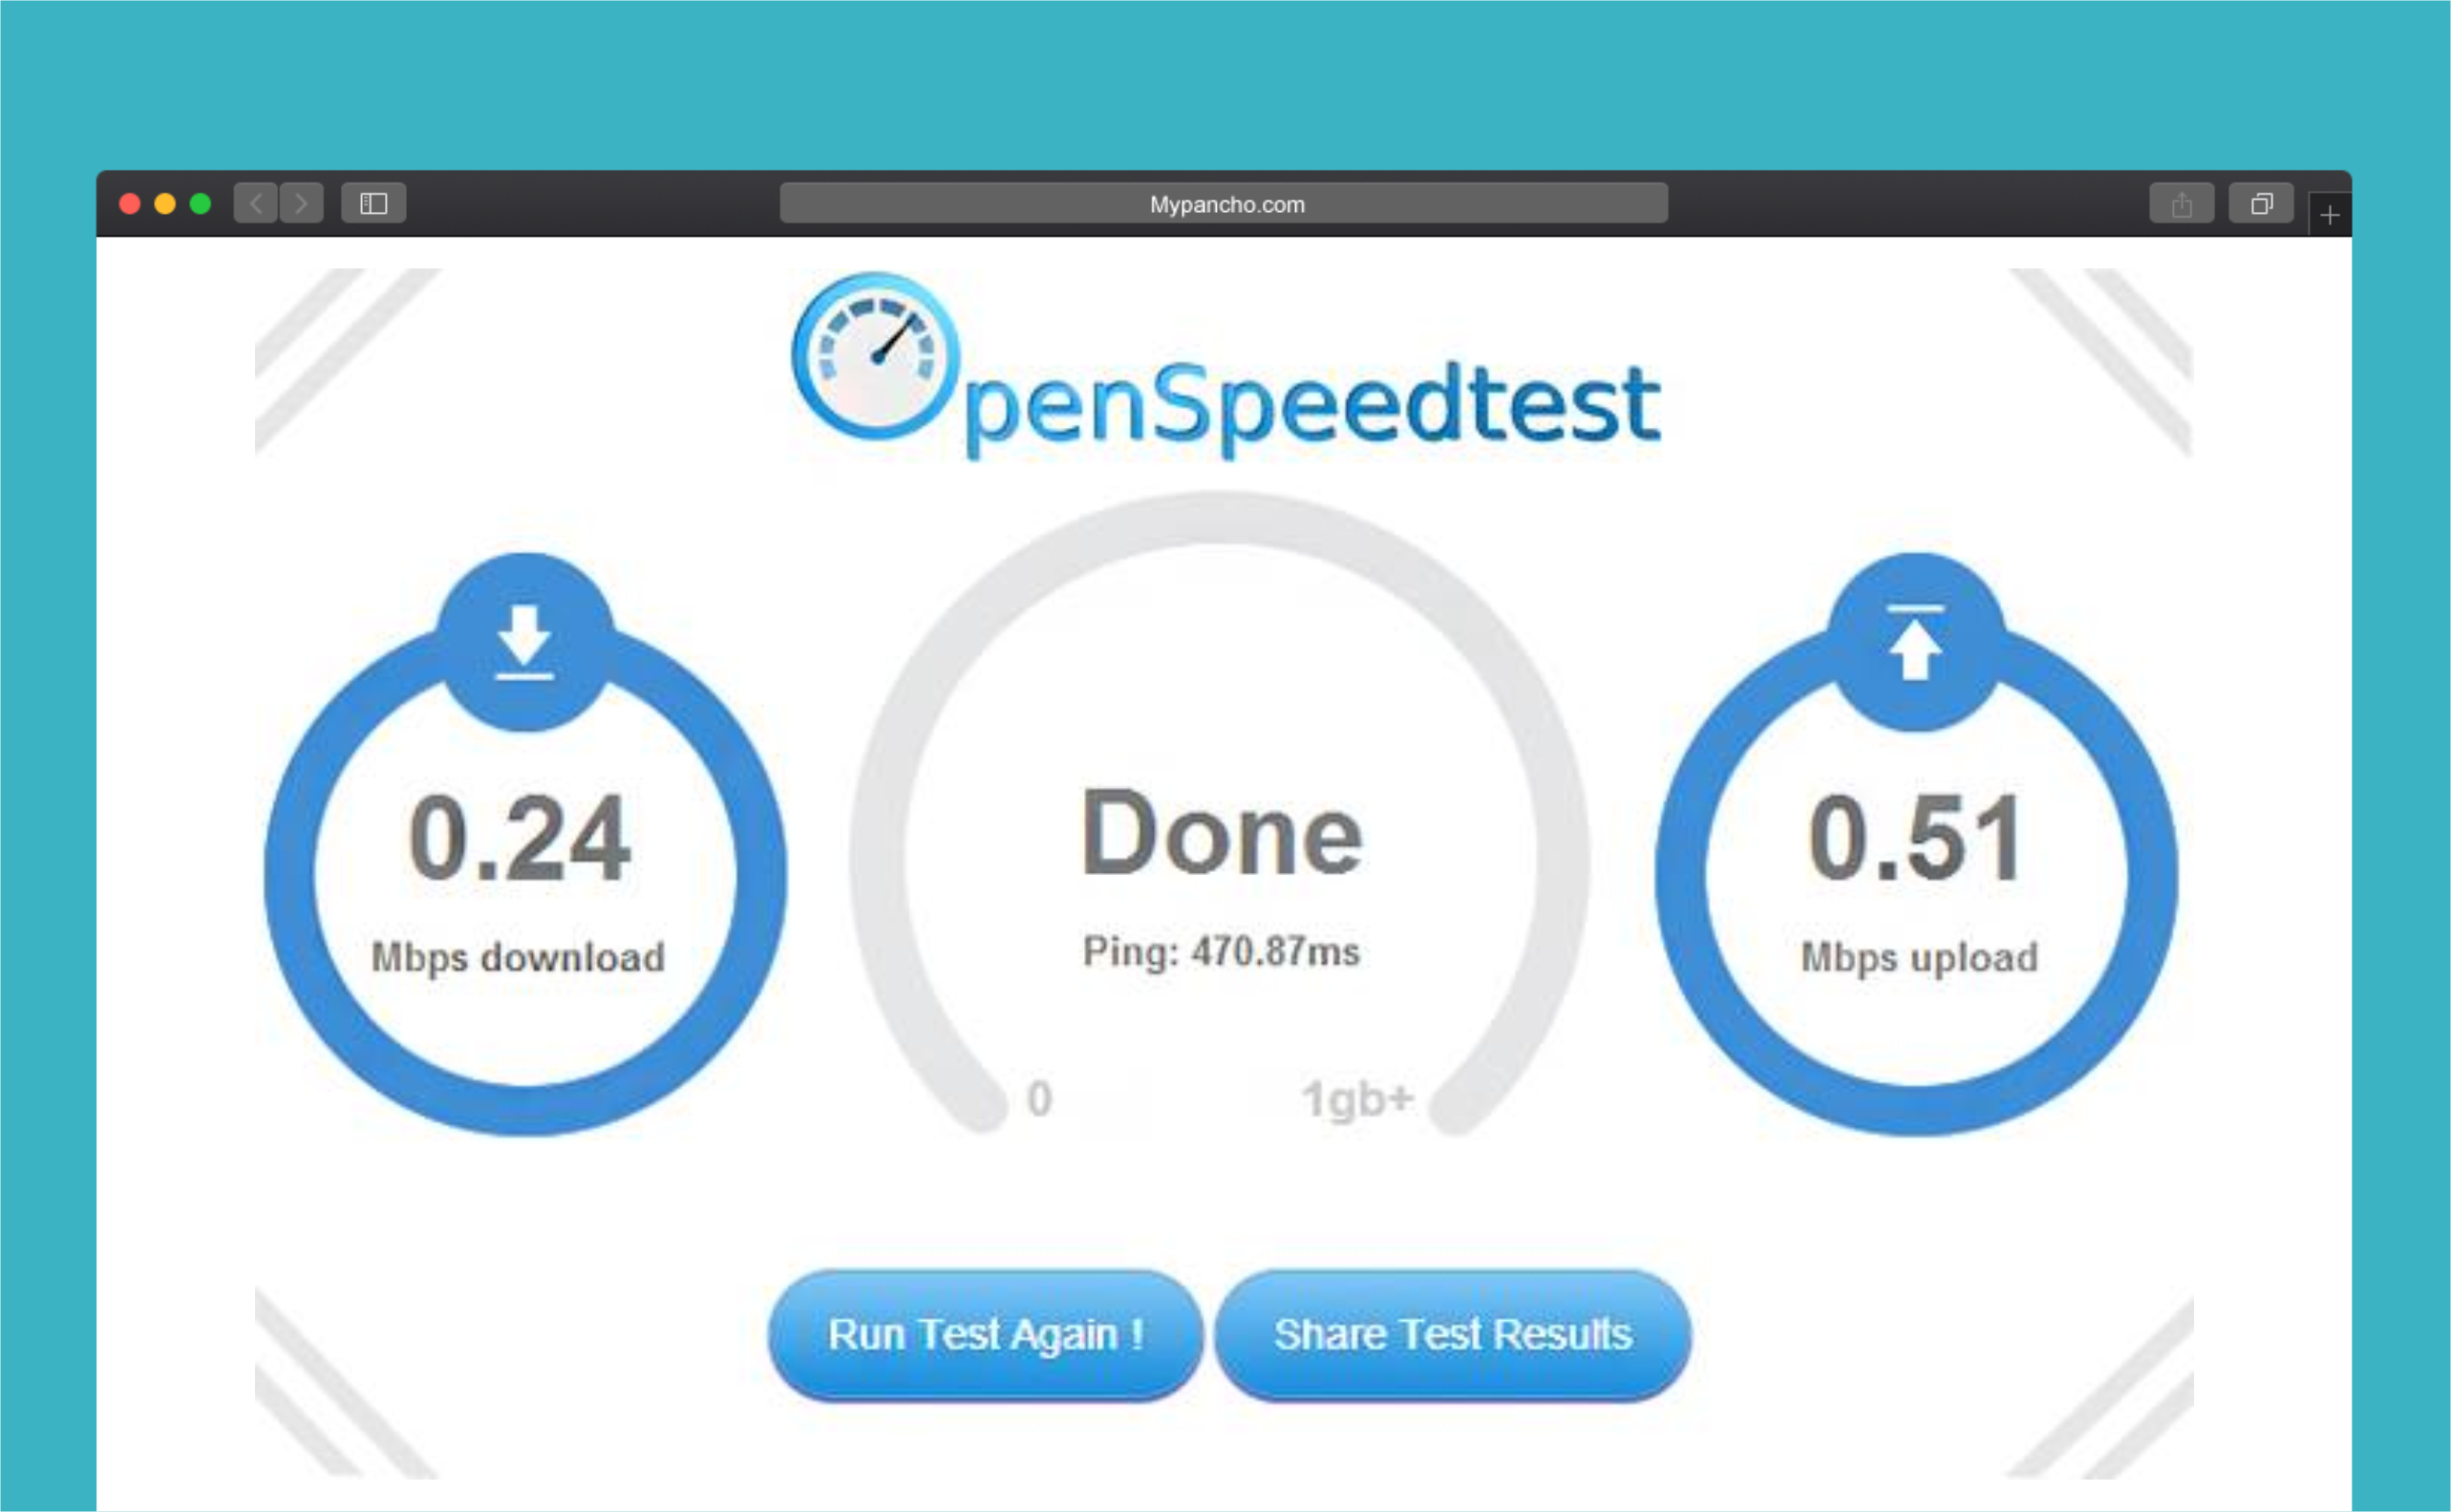 Mypancho.com
OpenSpeedtest
0.24
Mbps download
Done
Ping: 470.87ms
0
1gb+
0.51
Mbps upload
Run Test Again !
Share Test Results